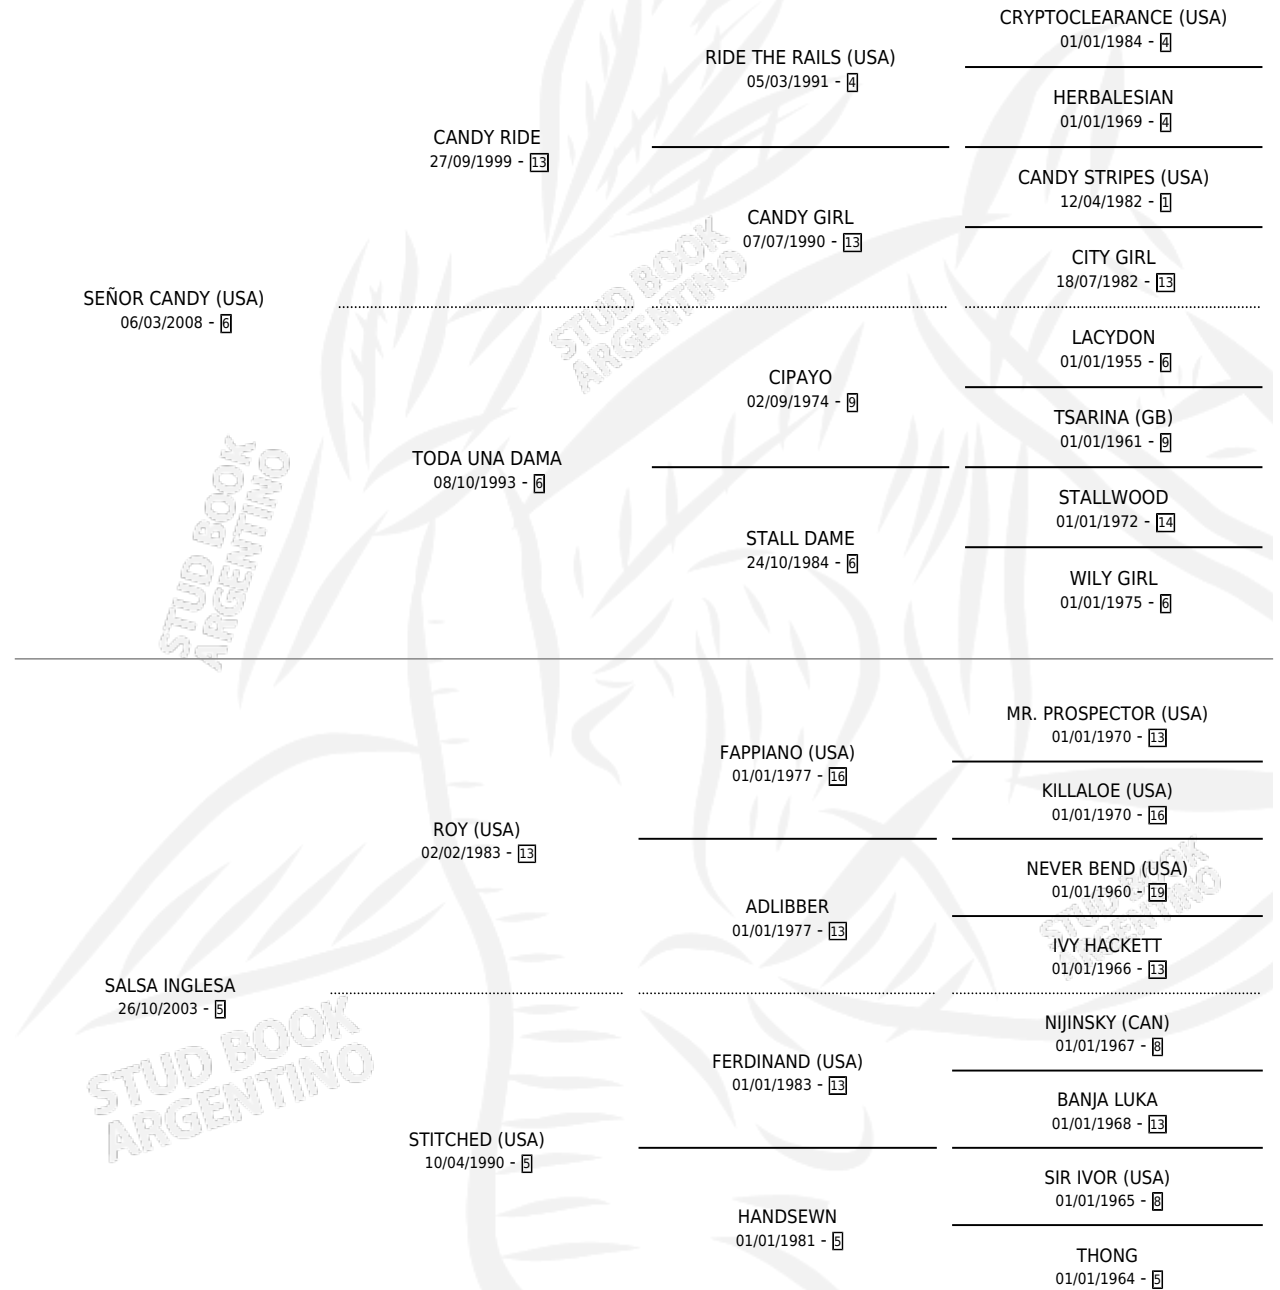 CRYPTOCLEARANCE (USA)
01/01/1984 - 4
RIDE THE RAILS (USA)
05/03/1991 - 4
HERBALESIAN
01/01/1969 - 4
CANDY RIDE
27/09/1999 - 13
CANDY STRIPES (USA)
12/04/1982 - 1
CANDY GIRL
07/07/1990 - 13
CITY GIRL
18/07/1982 - 13
SEÑOR CANDY (USA)
06/03/2008 - 6
LACYDON
01/01/1955 - 6
CIPAYO
02/09/1974 - 9
TSARINA (GB)
01/01/1961 - 9
TODA UNA DAMA
08/10/1993 - 6
STALLWOOD
01/01/1972 - 14
STALL DAME
24/10/1984 - 6
WILY GIRL
01/01/1975 - 6
STUD BOOK
ARGENTINO
STUD BOOK
ARGENTINO
MR. PROSPECTOR (USA)
01/01/1970 - 13
FAPPIANO (USA)
01/01/1977 - 16
KILLALOE (USA)
01/01/1970 - 16
ROY (USA)
02/02/1983 - 13
NEVER BEND (USA)
01/01/1960 - 19
ADLIBBER
01/01/1977 - 13
IVY HACKETT
01/01/1966 - 13
SALSA INGLESA
26/10/2003 - 5
NIJINSKY (CAN)
01/01/1967 - 8
FERDINAND (USA)
01/01/1983 - 13
BANJA LUKA
01/01/1968 - 13
STITCHED (USA)
10/04/1990 - 5
SIR IVOR (USA)
01/01/1965 - 8
HANDSEWN
01/01/1981 - 5
THONG
01/01/1964 - 5
STUD BOOK
ARGENTINO
STUD BOOK
ARGENTINO